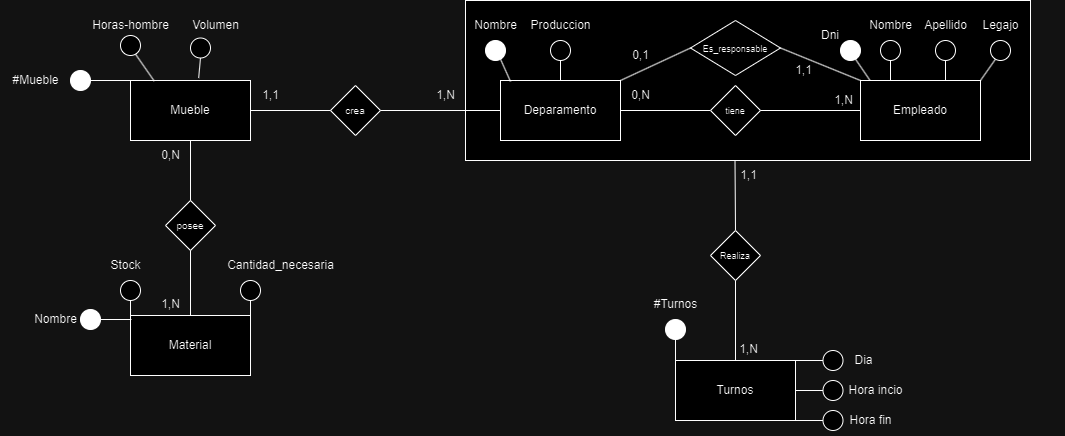 Horas-hombre
Volumen
#Mueble
Mueble
1,1
crea
1,N
Nombre
Produccion
Deparamento
0,1
Es_responsable
1,1
0,N
tiene
1,N
Dni
Nombre
Apellido
Legajo
Empleado
0,N
posee
1,N
Stock
Cantidad_necesaria
Nombre
Material
1,1
Realiza
1,N
#Turnos
Turnos
Dia
Hora incio
Hora fin